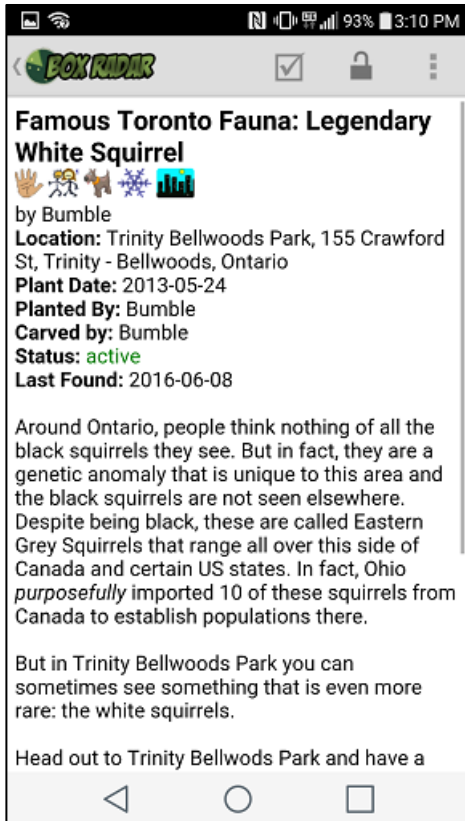 93% 3:10 PM
BOX RADAR
Famous Toronto Fauna: Legendary
White Squirrel
by Bumble
Location: Trinity Bellwoods Park, 155 Crawford
St, Trinity - Bellwoods, Ontario
Plant Date: 2013-05-24
Planted By: Bumble
Carved by: Bumble
Status: active
Last Found: 2016-06-08
Around Ontario, people think nothing of all the
black squirrels they see. But in fact, they are a
genetic anomaly that is unique to this area and
the black squirrels are not seen elsewhere.
Despite being black, these are called Eastern
Grey Squirrels that range all over this side of
Canada and certain US states. In fact, Ohio
purposefully imported 10 of these squirrels from
Canada to establish populations there.
But in Trinity Bellwoods Park you can
sometimes see something that is even more
rare: the white squirrels.
Head out to Trinity Bellwods Park and have a